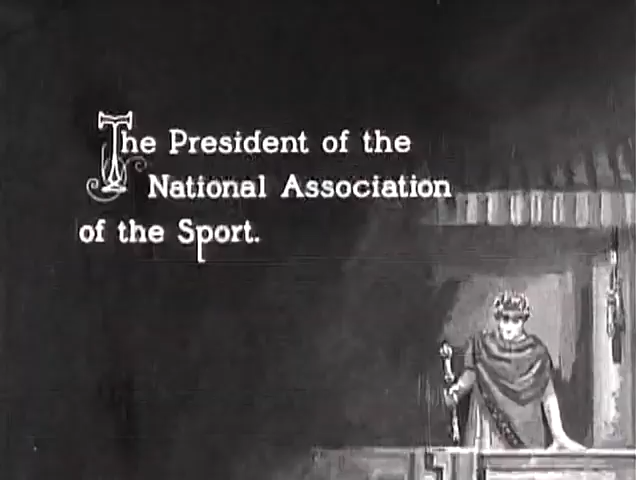 The President of the
National Association
of the Sport.